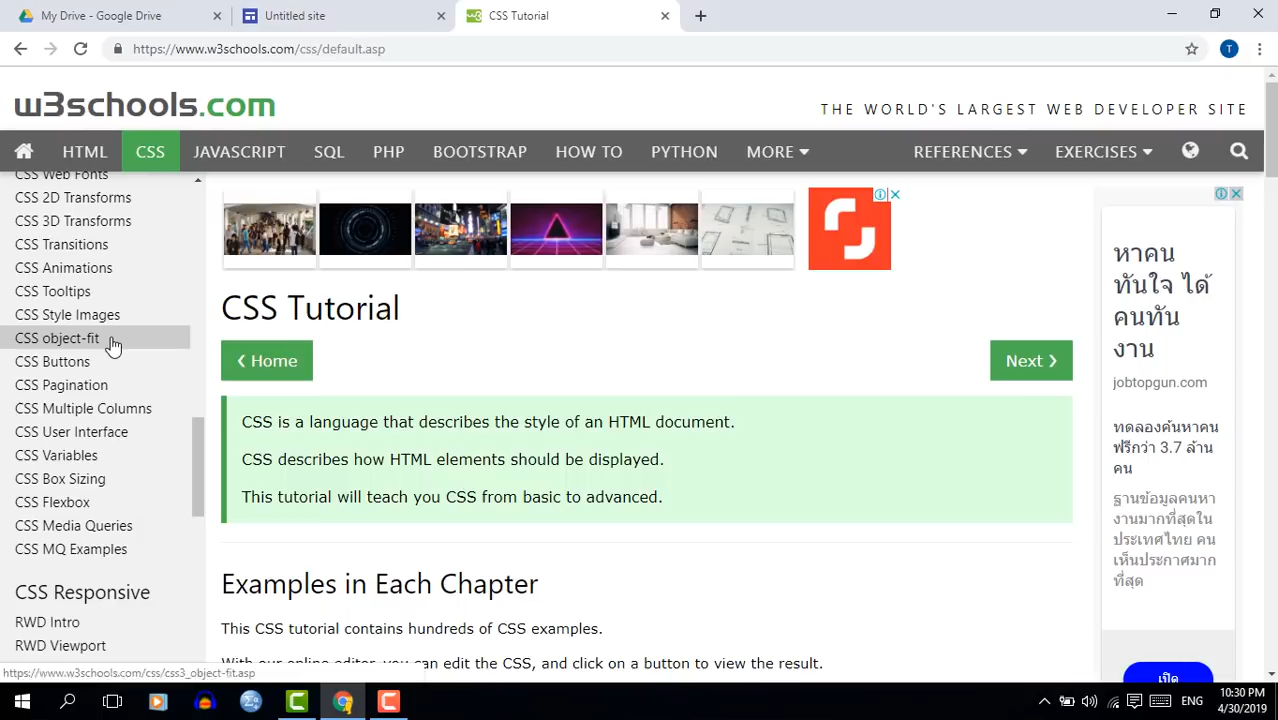 My Drive - Google Drive
Untitled site
CSS Tutorial
https://www.w3schools.com/css/default.asp
T
w3schools.com
THE WORLD'S LARGEST WEB DEVELOPER SITE
HTML CSS JAVASCRIPT SQL PHP BOOTSTRAP HOW TO PYTHON MORE REFERENCES EXERCISES
CSS Web Fonts
CSS 2D Transforms
CSS 3D Transforms
CSS Transitions
CSS Animations
CSS Tooltips
CSS Style Images
CSS object-fit
CSS Buttons
CSS Pagination
CSS Multiple Columns
CSS User Interface
CSS Variables
CSS Box Sizing
CSS Flexbox
CSS Media Queries
CSS MQ Examples
CSS Responsive
RWD Intro
RWD Viewport
CSS Tutorial
❮ Home
Next ❯
CSS is a language that describes the style of an HTML document.
CSS describes how HTML elements should be displayed.
This tutorial will teach you CSS from basic to advanced.
Examples in Each Chapter
This CSS tutorial contains hundreds of CSS examples.
With our online editor, you can edit the CSS, and click on a button to view the result.
หาคน
ทันใจ ได้
คนทัน
งาน
jobtopgun.com
ทดลองค้นหาคน
ฟรีกว่า 3.7 ล้าน
คน
ฐานข้อมูลคนหา
งานมากที่สุดใน
ประเทศไทย คน
เห็นประกาศมาก
ที่สุด
เปิด
https://www.w3schools.com/css/css3_object-fit.asp
ENG
10:30 PM
4/30/2019